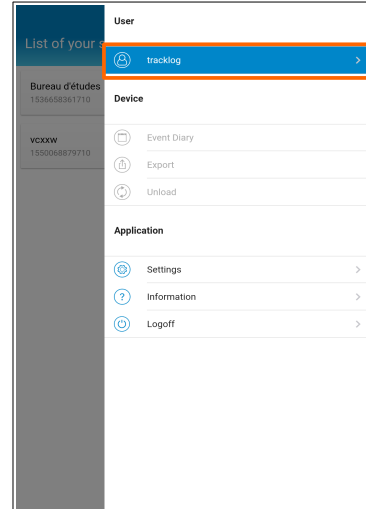 User
List of your s
tracklog
Bureau d'études
1536658361710
Device
vcxxw
1550068879710
Event Diary
Export
Unload
Application
Settings
Information
Logoff